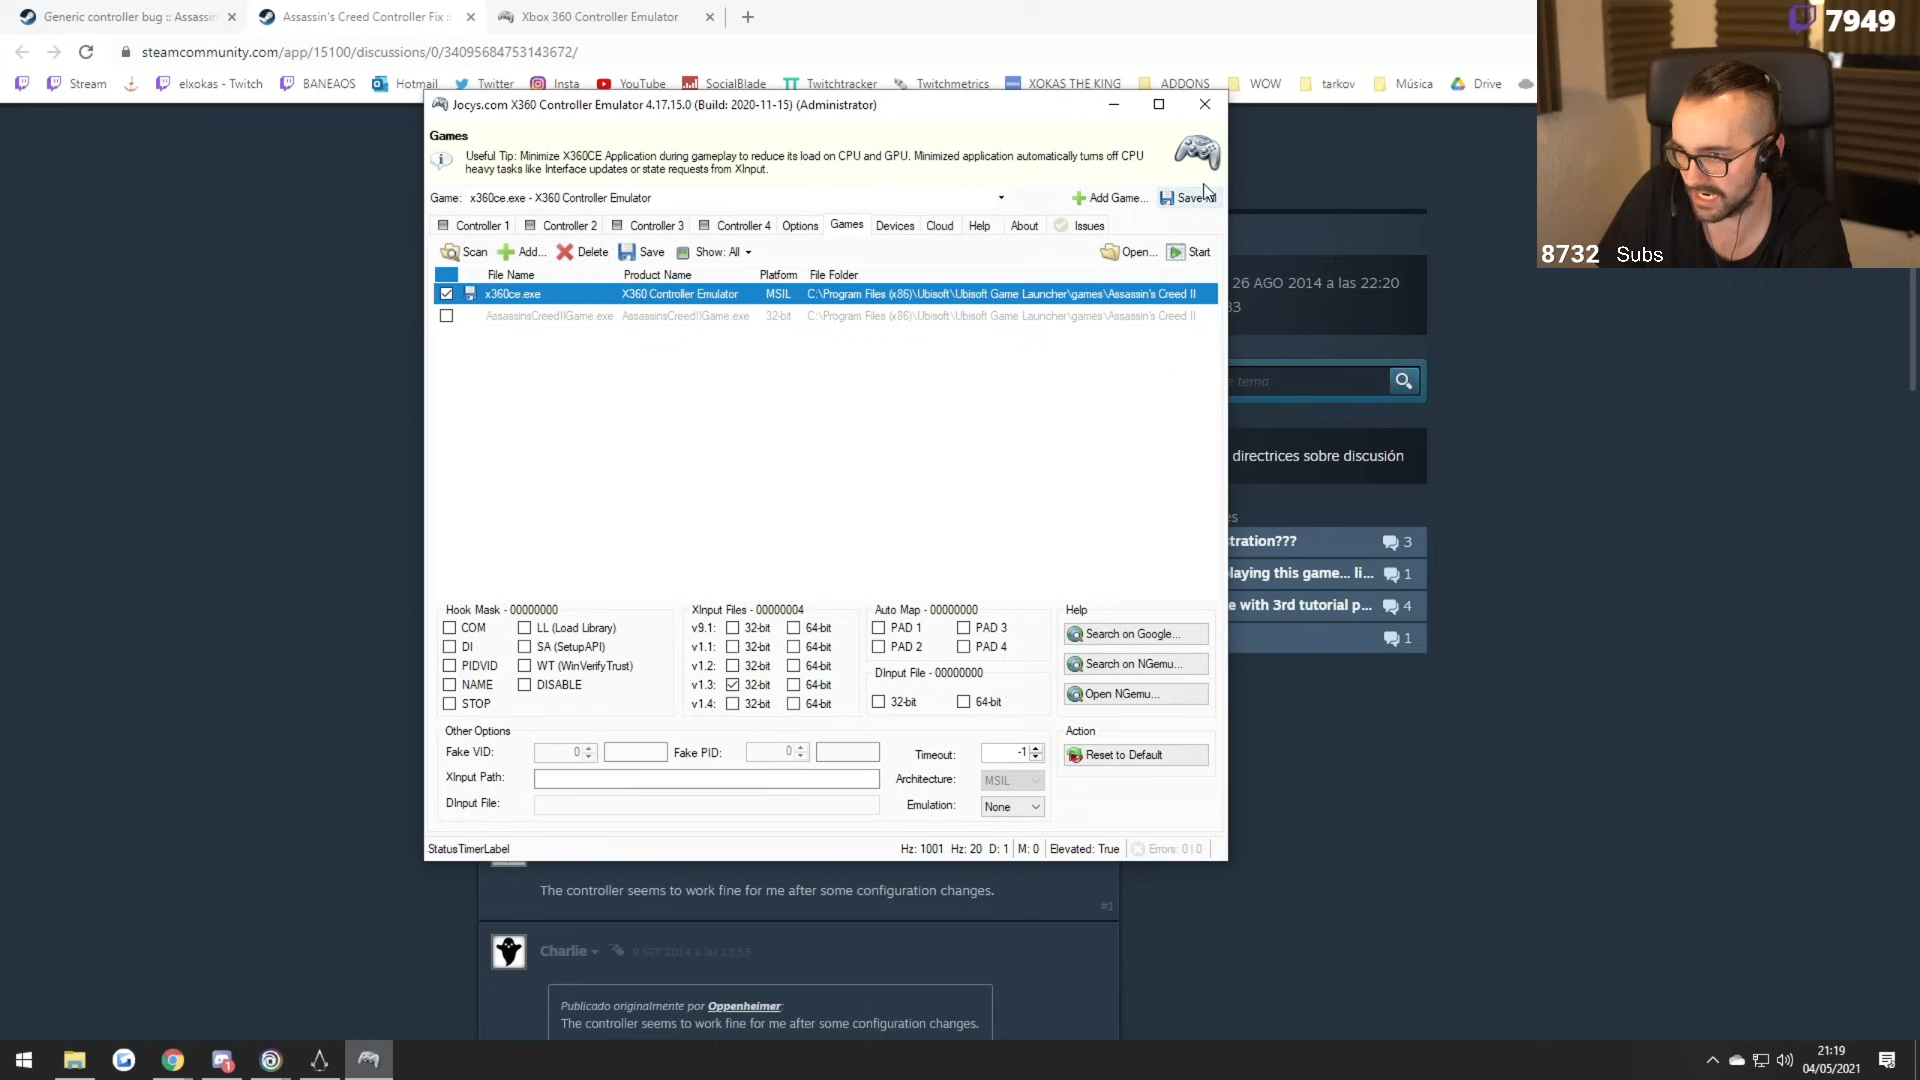 Generic controller bug :: Assassin
Assassin's Creed Controller Fix ::
Xbox 360 Controller Emulator
steamcommunity.com/app/15100/discussions/0/34095684753143672/
Stream
elxokas - Twitch
BANEAOS
Hotmail
Twitter
Insta
YouTube
SocialBlade
Twitchtracker
Twitchmetrics
XOKAS THE KING
ADDONS
WOW
tarkov
Música
Drive
7949
8732 Subs
Jocys.com X360 Controller Emulator 4.17.15.0 (Build: 2020-11-15) (Administrator)
Games
Useful Tip: Minimize X360CE Application during gameplay to reduce its load on CPU and GPU. Minimized application automatically turns off CPU
heavy tasks like Interface updates or state requests from XInput.
Game: x360ce.exe - X360 Controller Emulator
Add Game...
Save All
Controller 1 Controller 2 Controller 3 Controller 4 Options Games Devices Cloud Help About Issues
Scan Add... Delete Save Show: All Open... Start
File Name Product Name Platform File Folder
x360ce.exe X360 Controller Emulator MSIL C:\Program Files (x86)\Ubisoft\Ubisoft Game Launcher\games\Assassin's Creed II
AssassinsCreedIIGame.exe AssassinsCreedIIGame.exe 32-bit C:\Program Files (x86)\Ubisoft\Ubisoft Game Launcher\games\Assassin's Creed II
26 AGO 2014 a las 22:20
33
e tema
directrices sobre discusión
es
tration??? 3
laying this game... li... 1
e with 3rd tutorial p... 4
1
Hook Mask - 00000000
COM LL (Load Library)
DI SA (SetupAPI)
PIDVID WT (WinVerifyTrust)
NAME DISABLE
STOP
XInput Files - 00000004
v9.1: 32-bit 64-bit
v1.1: 32-bit 64-bit
v1.2: 32-bit 64-bit
v1.3: 32-bit 64-bit
v1.4: 32-bit 64-bit
Auto Map - 00000000
PAD 1 PAD 3
PAD 2 PAD 4
DInput File - 00000000
32-bit 64-bit
Help
Search on Google...
Search on NGemu...
Open NGemu...
Other Options
Fake VID: 0 Fake PID: 0 Timeout: -1
XInput Path: Architecture: MSIL
DInput File: Emulation: None
Action
Reset to Default
StatusTimerLabel
Hz: 1001 Hz: 20 D: 1 M: 0 Elevated: True Errors: 0 | 0
The controller seems to work fine for me after some configuration changes.
#1
Charlie 9 SEP 2014 a las 13:53
Publicado originalmente por Oppenheimer:
The controller seems to work fine for me after some configuration changes.
1
21:19
04/05/2021